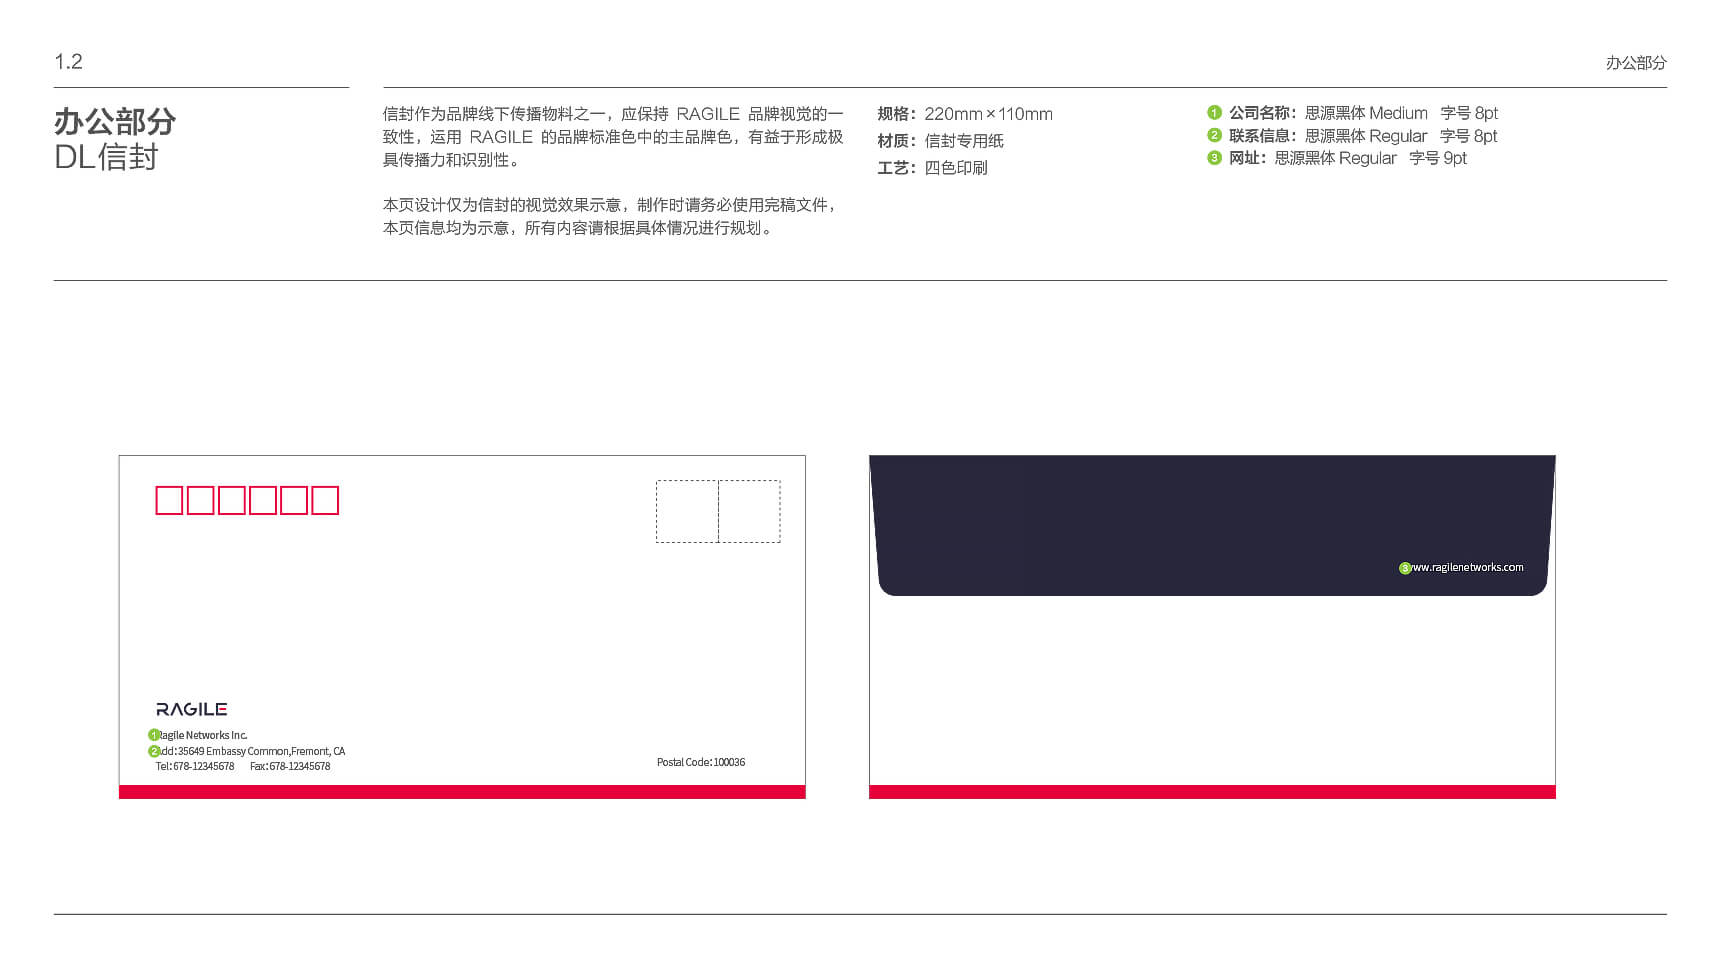 1.2
办公部分
办公部分
DL信封
信封作为品牌线下传播物料之一，应保持 RAGILE 品牌视觉的一
致性，运用 RAGILE 的品牌标准色中的主品牌色，有益于形成极
具传播力和识别性。
本页设计仅为信封的视觉效果示意，制作时请务必使用完稿文件，
本页信息均为示意，所有内容请根据具体情况进行规划。
规格：220mm×110mm
材质：信封专用纸
工艺：四色印刷
1 公司名称：思源黑体 Medium 字号 8pt
2 联系信息：思源黑体 Regular 字号 8pt
3 网址：思源黑体 Regular 字号 9pt
RAGILE
1 Ragile Networks Inc.
2 Add:35649 Embassy Common,Fremont, CA
Tel:678-12345678 Fax:678-12345678
Postal Code:100036
3 www.ragilenetworks.com